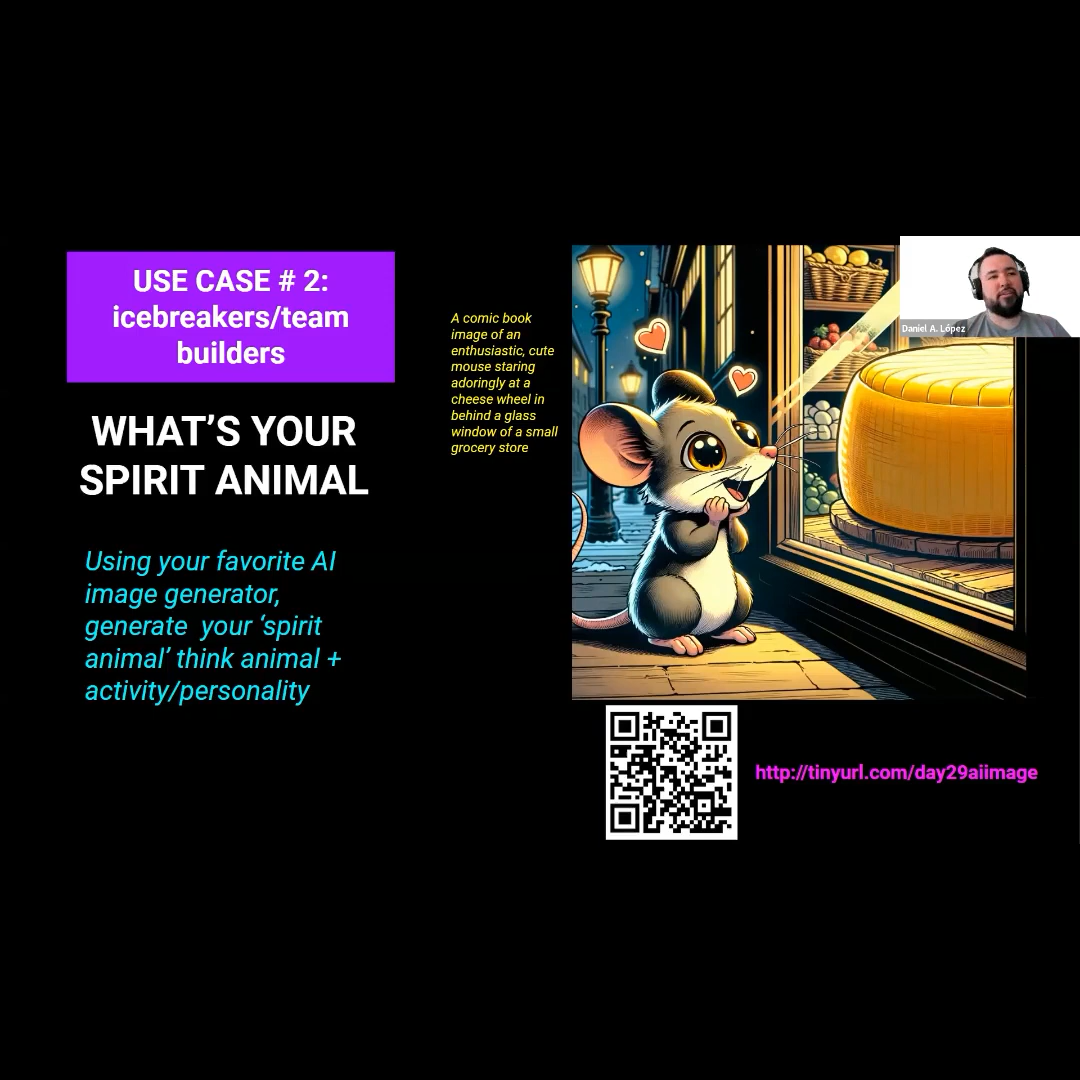 USE CASE # 2:
icebreakers/team
builders
WHAT'S YOUR
SPIRIT ANIMAL
Using your favorite AI
image generator,
generate  your ‘spirit
animal’ think animal +
activity/personality
A comic book
image of an
enthusiastic, cute
mouse staring
adoringly at a
cheese wheel in
behind a glass
window of a small
grocery store
Daniel A. López
http://tinyurl.com/day29aiimage